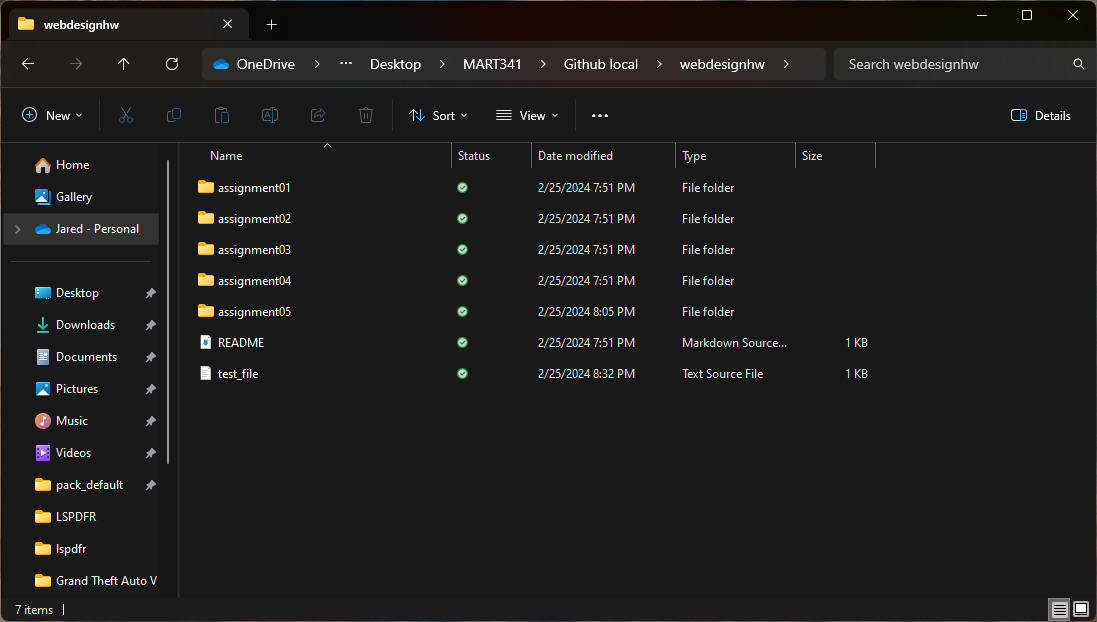 webdesignhw
OneDrive > ... Desktop > MART341 > Github local > webdesignhw >
Search webdesignhw
New
Sort
View
Details
Name Status Date modified Type Size
Home
Gallery
Jared - Personal
Desktop
Downloads
Documents
Pictures
Music
Videos
pack_default
LSPDFR
lspdfr
Grand Theft Auto V
assignment01 2/25/2024 7:51 PM File folder
assignment02 2/25/2024 7:51 PM File folder
assignment03 2/25/2024 7:51 PM File folder
assignment04 2/25/2024 7:51 PM File folder
assignment05 2/25/2024 8:05 PM File folder
README 2/25/2024 7:51 PM Markdown Source... 1 KB
test_file 2/25/2024 8:32 PM Text Source File 1 KB
7 items